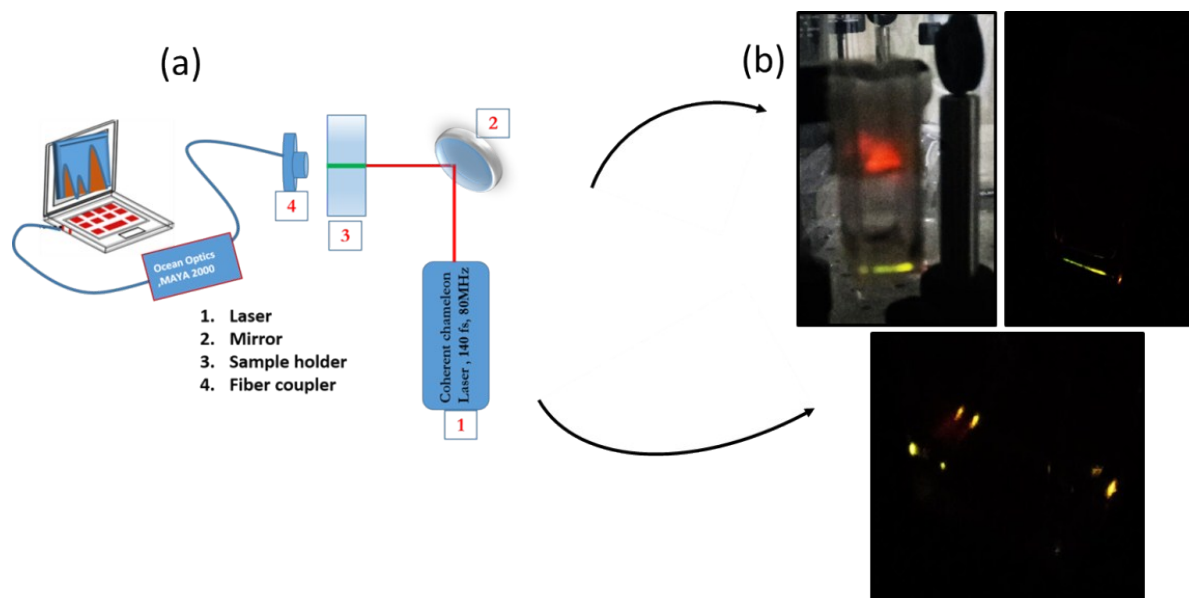 (a)
2
4
3
Ocean Optics
,MAYA 2000
1. Laser
2. Mirror
3. Sample holder
4. Fiber coupler
Coherent chameleon
Laser , 140 fs, 80MHz
1
(b)